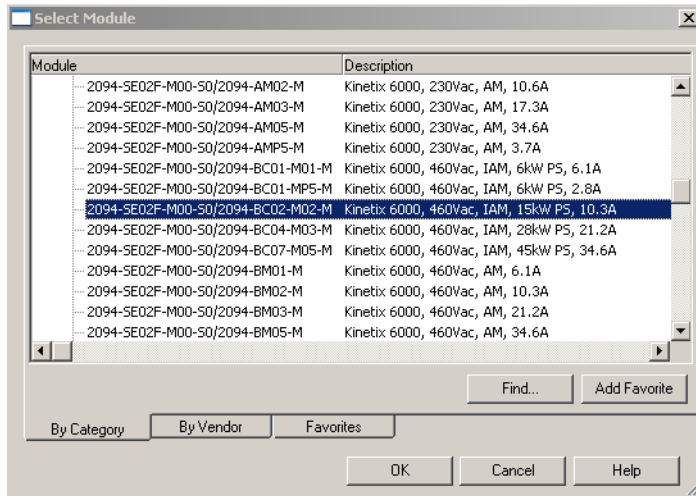 Select Module
Module Description
2094-SE02F-M00-S0/2094-AM02-M Kinetix 6000, 230Vac, AM, 10.6A
2094-SE02F-M00-S0/2094-AM03-M Kinetix 6000, 230Vac, AM, 17.3A
2094-SE02F-M00-S0/2094-AM05-M Kinetix 6000, 230Vac, AM, 34.6A
2094-SE02F-M00-S0/2094-AMP5-M Kinetix 6000, 230Vac, AM, 3.7A
2094-SE02F-M00-S0/2094-BC01-M01-M Kinetix 6000, 460Vac, IAM, 6kW PS, 6.1A
2094-SE02F-M00-S0/2094-BC01-MP5-M Kinetix 6000, 460Vac, IAM, 6kW PS, 2.8A
2094-SE02F-M00-S0/2094-BC02-M02-M Kinetix 6000, 460Vac, IAM, 15kW PS, 10.3A
2094-SE02F-M00-S0/2094-BC04-M03-M Kinetix 6000, 460Vac, IAM, 28kW PS, 21.2A
2094-SE02F-M00-S0/2094-BC07-M05-M Kinetix 6000, 460Vac, IAM, 45kW PS, 34.6A
2094-SE02F-M00-S0/2094-BM01-M Kinetix 6000, 460Vac, AM, 6.1A
2094-SE02F-M00-S0/2094-BM02-M Kinetix 6000, 460Vac, AM, 10.3A
2094-SE02F-M00-S0/2094-BM03-M Kinetix 6000, 460Vac, AM, 21.2A
2094-SE02F-M00-S0/2094-BM05-M Kinetix 6000, 460Vac, AM, 34.6A
Find... Add Favorite
By Category By Vendor Favorites
OK Cancel Help